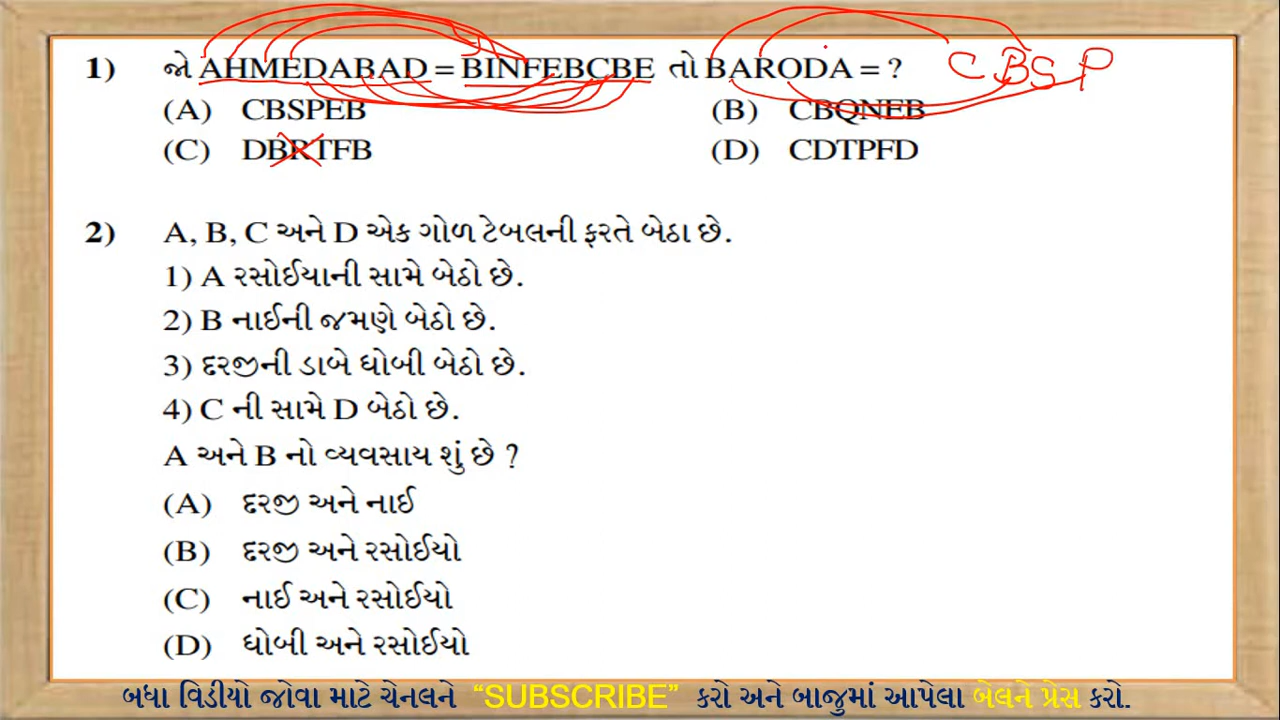 1) જો AHMEDABAD = BINFEBCBE તો BARODA = ? CBSP
(A) CBSPEB (B) CBQNEB
(C) DBRTFB (D) CDTPFD
2) A, B, C અને D એક ગોળ ટેબલની ફરતે બેઠા છે.
1) A રસોઈયાની સામે બેઠો છે.
2) B નાઈની જમણે બેઠો છે.
3) દરજીની ડાબે ધોબી બેઠો છે.
4) C ની સામે D બેઠો છે.
A અને B નો વ્યવસાય શું છે ?
(A) દરજી અને નાઈ
(B) દરજી અને રસોઈયો
(C) નાઈ અને રસોઈયો
(D) ધોબી અને રસોઈયો
બધા વિડીયો જોવા માટે ચેનલને “SUBSCRIBE” કરો અને બાજુમાં આપેલા બેલને પ્રેસ કરો.